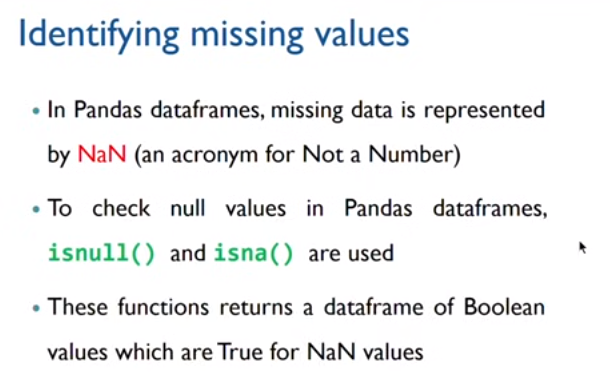 Identifying missing values
• In Pandas dataframes, missing data is represented
by NaN (an acronym for Not a Number)
• To check null values in Pandas dataframes,
isnull() and isna() are used
• These functions returns a dataframe of Boolean
values which are True for NaN values